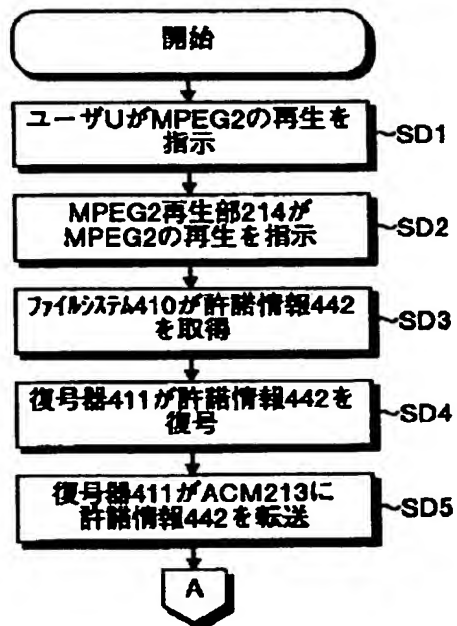 開始
ユーザUがMPEG2の再生を
指示
SD1
MPEG2再生部214が
MPEG2の再生を指示
SD2
ファイルシステム410が許諾情報442
を取得
SD3
復号器411が許諾情報442を
復号
SD4
復号器411がACM213に
許諾情報442を転送
SD5
A